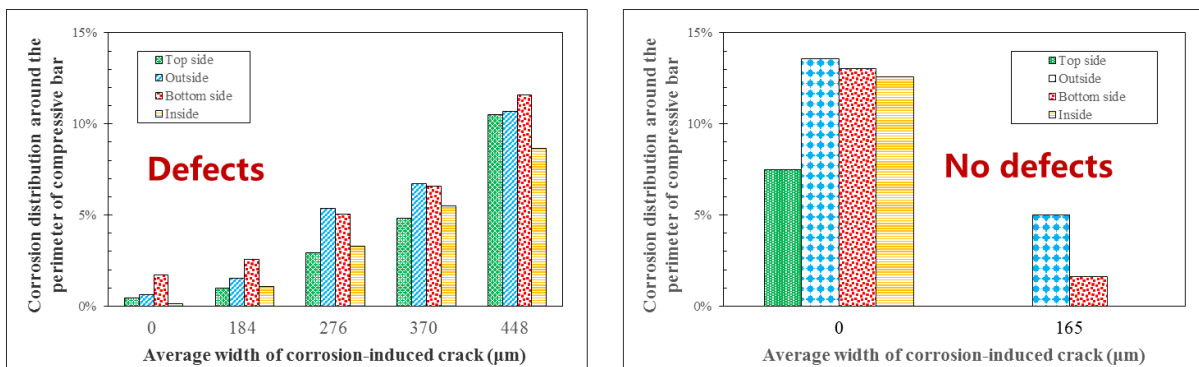 Corrosion distribution around the
perimeter of compressive bar
15%
10%
5%
0%
Top side
Outside
Bottom side
Inside
Defects
0 184 276 370 448
Average width of corrosion-induced crack (μm)
Corrosion distribution around the
perimeter of compressive bar
15%
10%
5%
0%
Top side
Outside
Bottom side
Inside
No defects
0 165
Average width of corrosion-induced crack (μm)